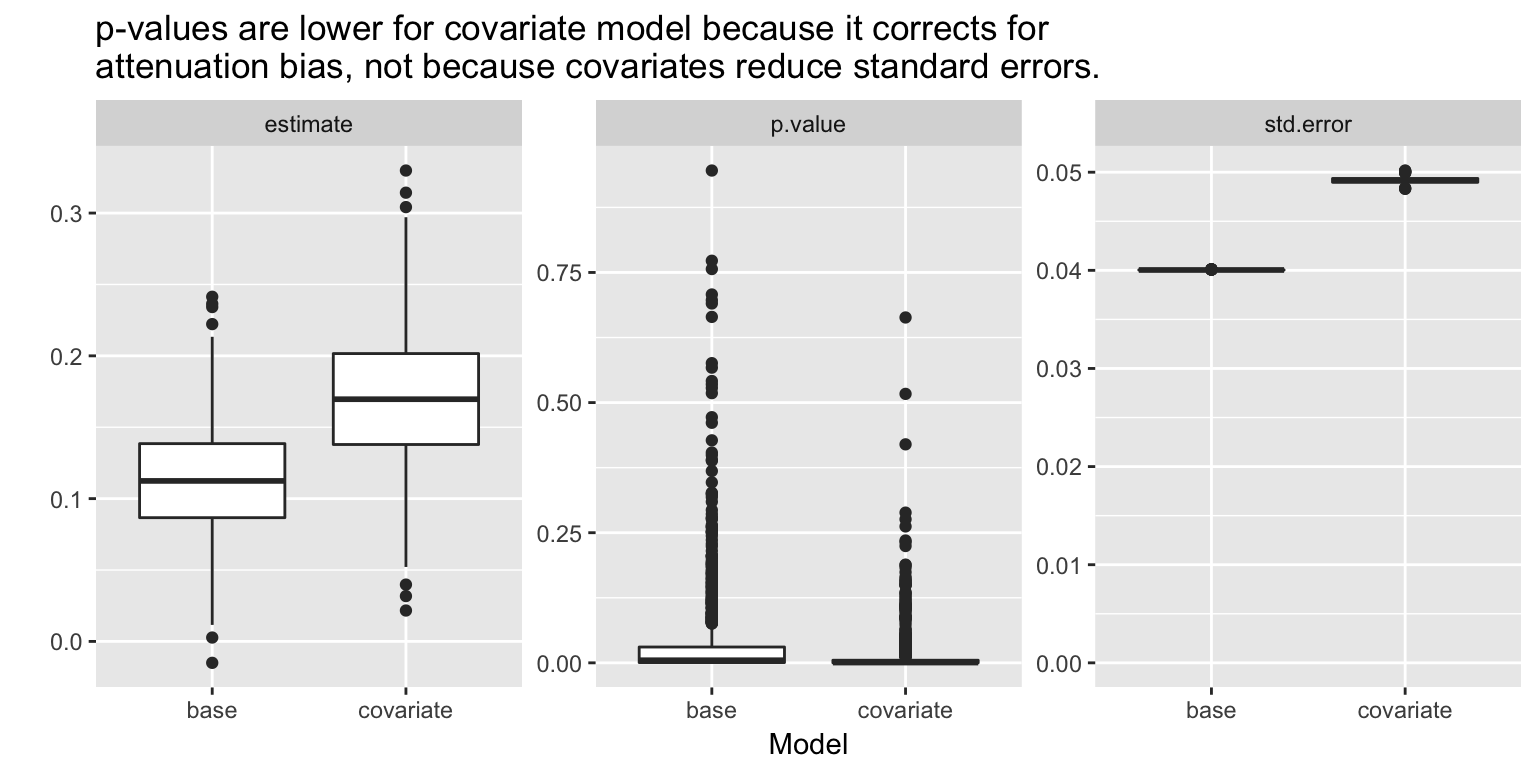 p-values are lower for covariate model because it corrects for
attenuation bias, not because covariates reduce standard errors.
estimate
0.3
0.2
0.1
0.0
base covariate
p.value
0.75
0.50
0.25
0.00
base covariate
std.error
0.05
0.04
0.03
0.02
0.01
0.00
base covariate
Model